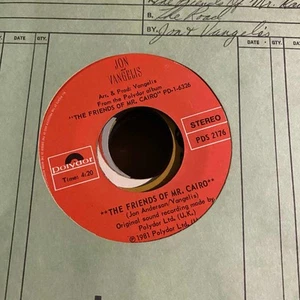 B. The Road
By Jon & Vangelis
DATE
QTY.
DATE
JON
and
VANGELIS
Arr. & Prod: Vangelis
From the Polydor album
"THE FRIENDS OF MR. CAIRO" PD-1-6326
STEREO
PDS 2176
Polydor
Time: 4:20
"THE FRIENDS OF MR. CAIRO"
(Jon Anderson/Vangelis)
Original sound recording made by
Polydor Ltd. (U.K.)
℗1981 Polydor Ltd.